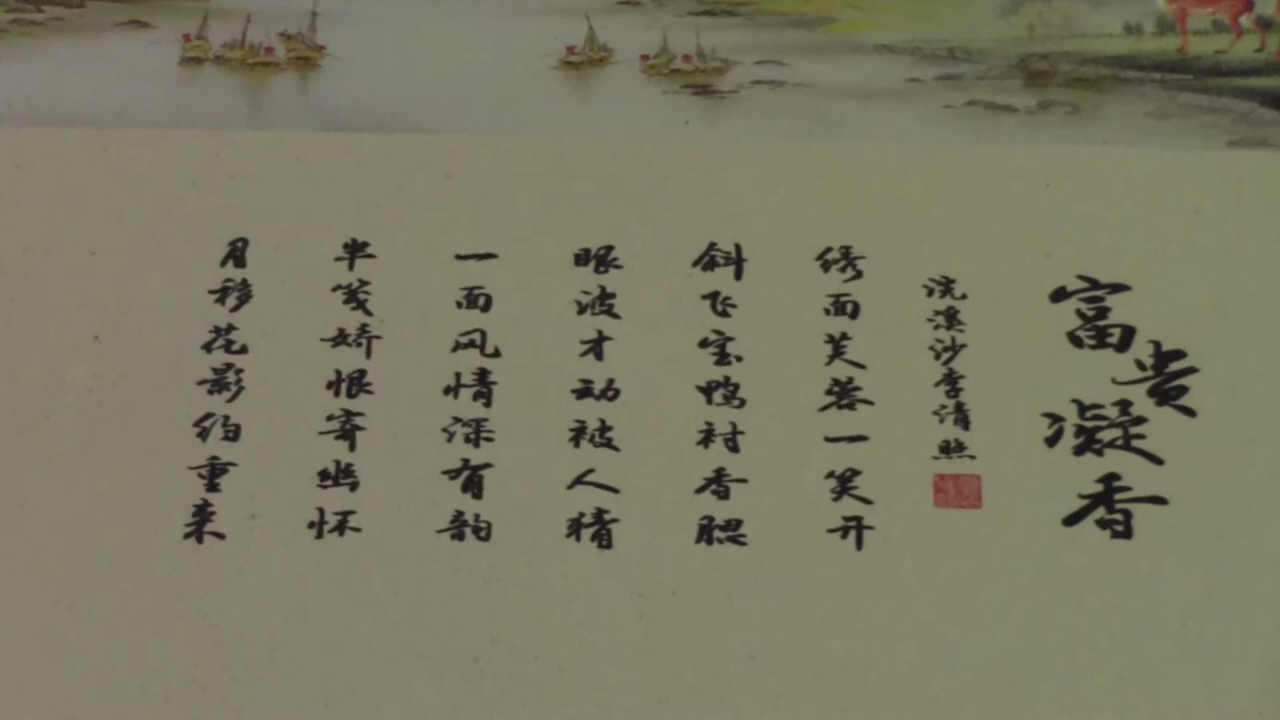 富贵凝香
浣溪沙李清照
绣面芙蓉一笑开
斜飞宝鸭衬香腮
眼波才动被人猜
一面风情深有韵
半笺娇恨寄幽怀
月移花影约重来